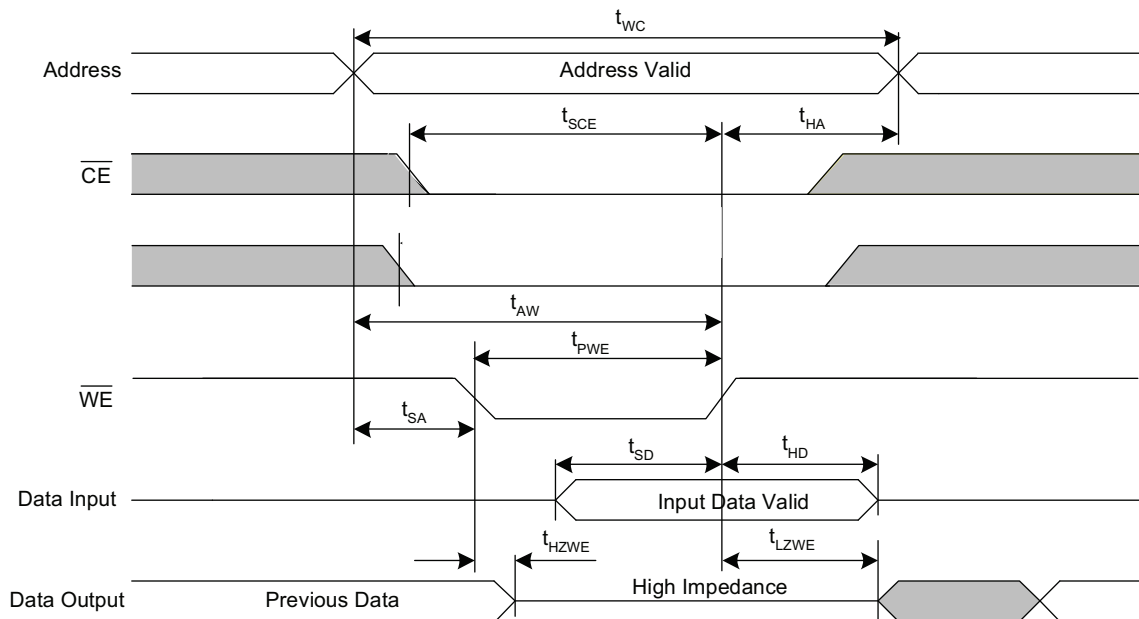 tWC
Address
Address Valid
tSCE
tHA
CE
tAW
tPWE
WE
tSA
tSD
tHD
Data Input
Input Data Valid
tHZWE
tLZWE
Data Output
Previous Data
High Impedance